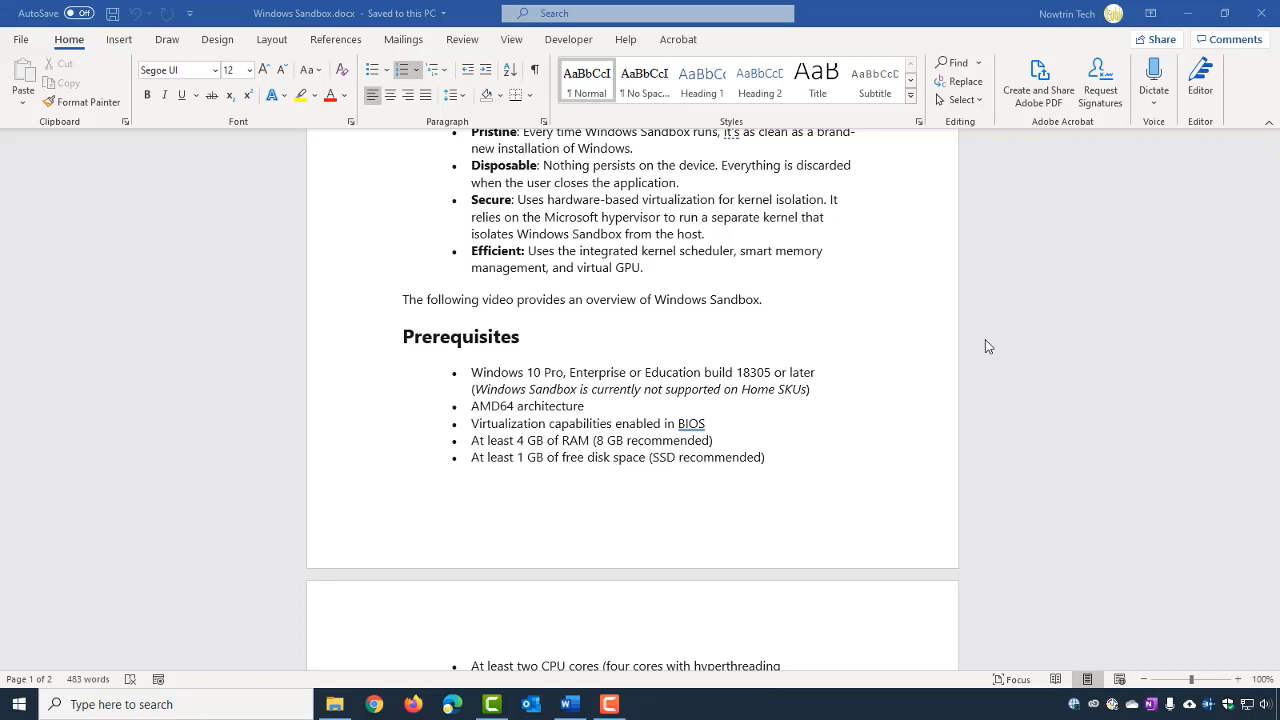 AutoSave Off Windows Sandbox.docx - Saved to this PC Search Nowtrin Tech
File Home Insert Draw Design Layout References Mailings Review View Developer Help Acrobat Share Comments
Paste Cut Copy Format Painter
Segoe UI 12 Aa
B I U ab x₂ x² A A
AaBbCcI ¶ Normal
AaBbCcI ¶ No Spac...
AaBbCc Heading 1
AaBbCcD Heading 2
AaB Title
AaBbCcD Subtitle
Find Replace Select
Create and Share Adobe PDF
Request Signatures
Dictate
Editor
Clipboard Font Paragraph Styles Editing Adobe Acrobat Voice Editor
• Pristine: Every time Windows Sandbox runs, it's as clean as a brand-
new installation of Windows.
• Disposable: Nothing persists on the device. Everything is discarded
when the user closes the application.
• Secure: Uses hardware-based virtualization for kernel isolation. It
relies on the Microsoft hypervisor to run a separate kernel that
isolates Windows Sandbox from the host.
• Efficient: Uses the integrated kernel scheduler, smart memory
management, and virtual GPU.
The following video provides an overview of Windows Sandbox.
Prerequisites
• Windows 10 Pro, Enterprise or Education build 18305 or later
(Windows Sandbox is currently not supported on Home SKUs)
• AMD64 architecture
• Virtualization capabilities enabled in BIOS
• At least 4 GB of RAM (8 GB recommended)
• At least 1 GB of free disk space (SSD recommended)
• At least two CPU cores (four cores with hyperthreading
Page 1 of 2 483 words Focus 100%
Type here to search